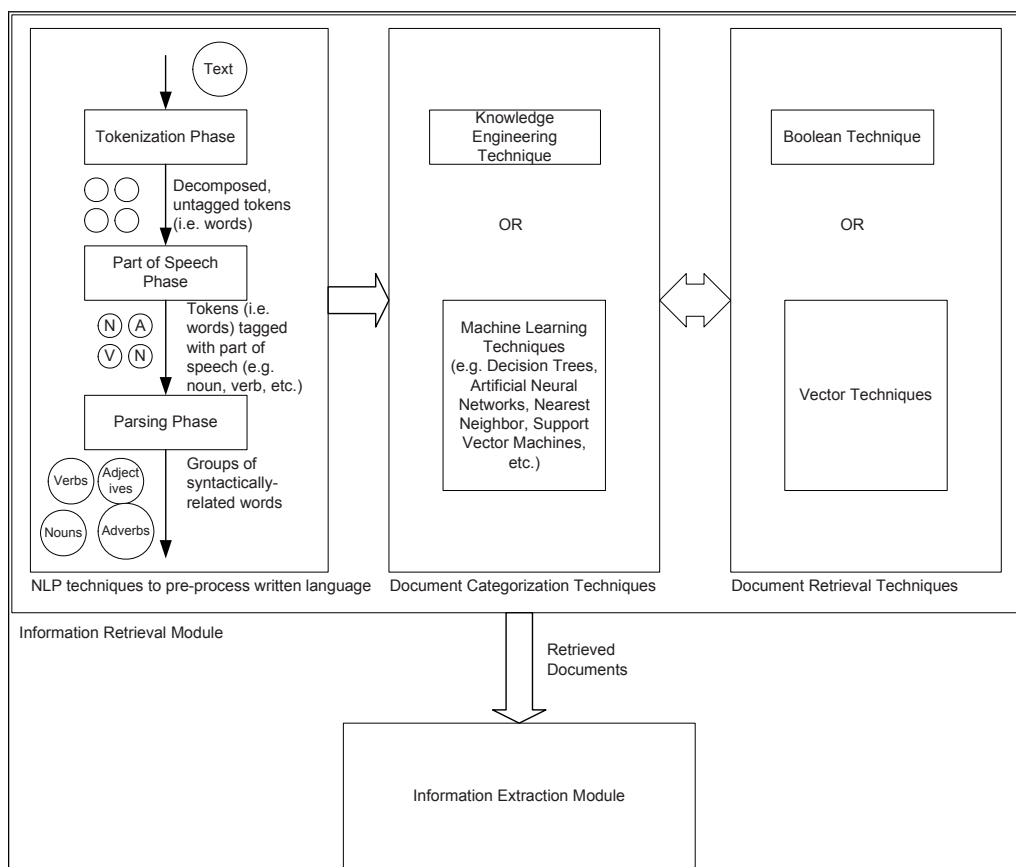 Text
Tokenization Phase
Decomposed,
untagged tokens
(i.e. words)
Part of Speech
Phase
N
A
V
N
Tokens (i.e.
words) tagged
with part of
speech (e.g.
noun, verb, etc.)
Parsing Phase
Verbs
Adject
ives
Nouns
Adverbs
Groups of
syntactically-
related words
NLP techniques to pre-process written language
Knowledge
Engineering
Technique
OR
Machine Learning
Techniques
(e.g. Decision Trees,
Artificial Neural
Networks, Nearest
Neighbor, Support
Vector Machines,
etc.)
Document Categorization Techniques
Boolean Technique
OR
Vector Techniques
Document Retrieval Techniques
Information Retrieval Module
Retrieved
Documents
Information Extraction Module